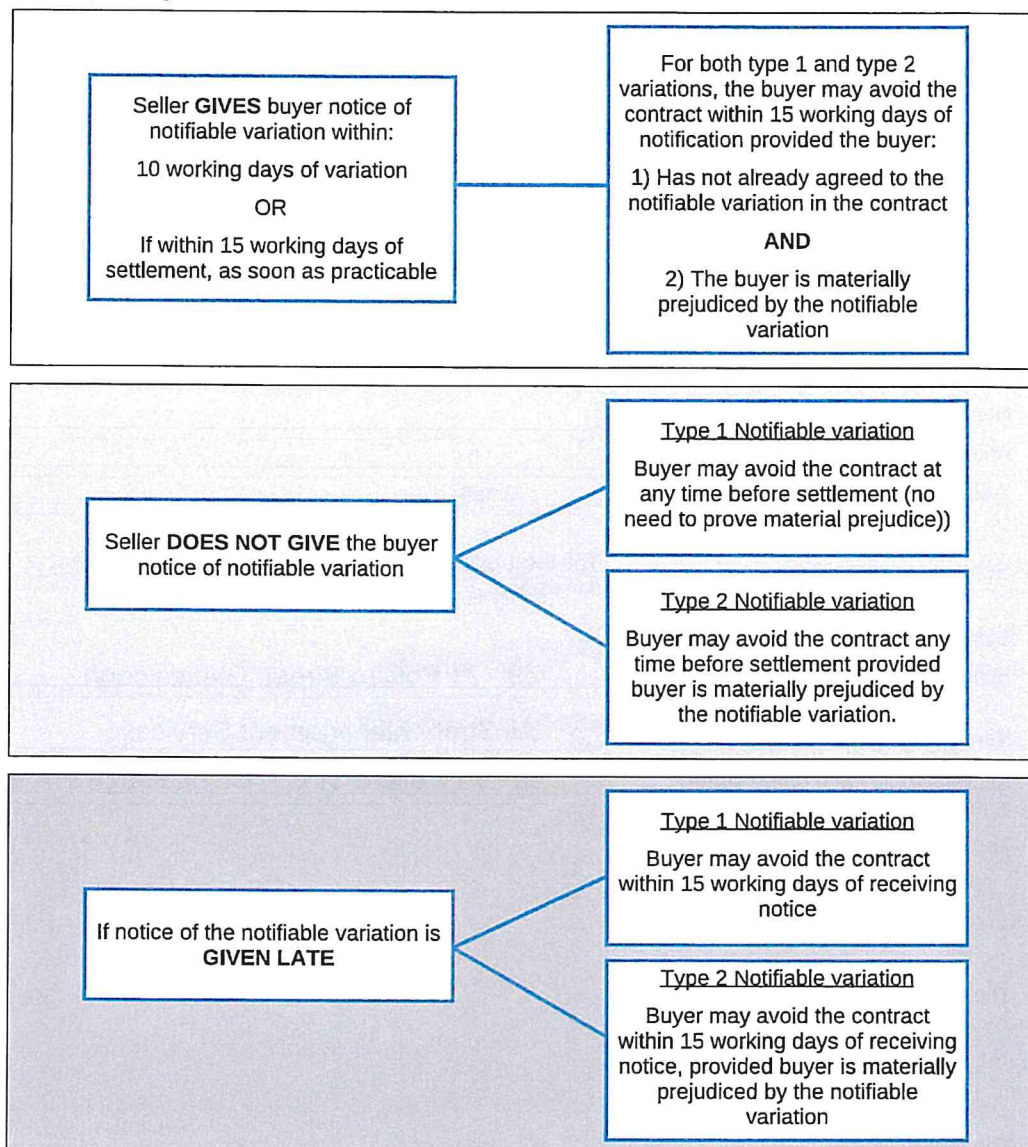 Seller GIVES buyer notice of
notifiable variation within:
10 working days of variation
OR
If within 15 working days of
settlement, as soon as practicable
For both type 1 and type 2
variations, the buyer may avoid the
contract within 15 working days of
notification provided the buyer:
1) Has not already agreed to the
notifiable variation in the contract
AND
2) The buyer is materially
prejudiced by the notifiable
variation
Seller DOES NOT GIVE the buyer
notice of notifiable variation
Type 1 Notifiable variation
Buyer may avoid the contract at
any time before settlement (no
need to prove material prejudice))
Type 2 Notifiable variation
Buyer may avoid the contract any
time before settlement provided
buyer is materially prejudiced by
the notifiable variation.
If notice of the notifiable variation is
GIVEN LATE
Type 1 Notifiable variation
Buyer may avoid the contract
within 15 working days of receiving
notice
Type 2 Notifiable variation
Buyer may avoid the contract
within 15 working days of receiving
notice, provided buyer is materially
prejudiced by the notifiable
variation